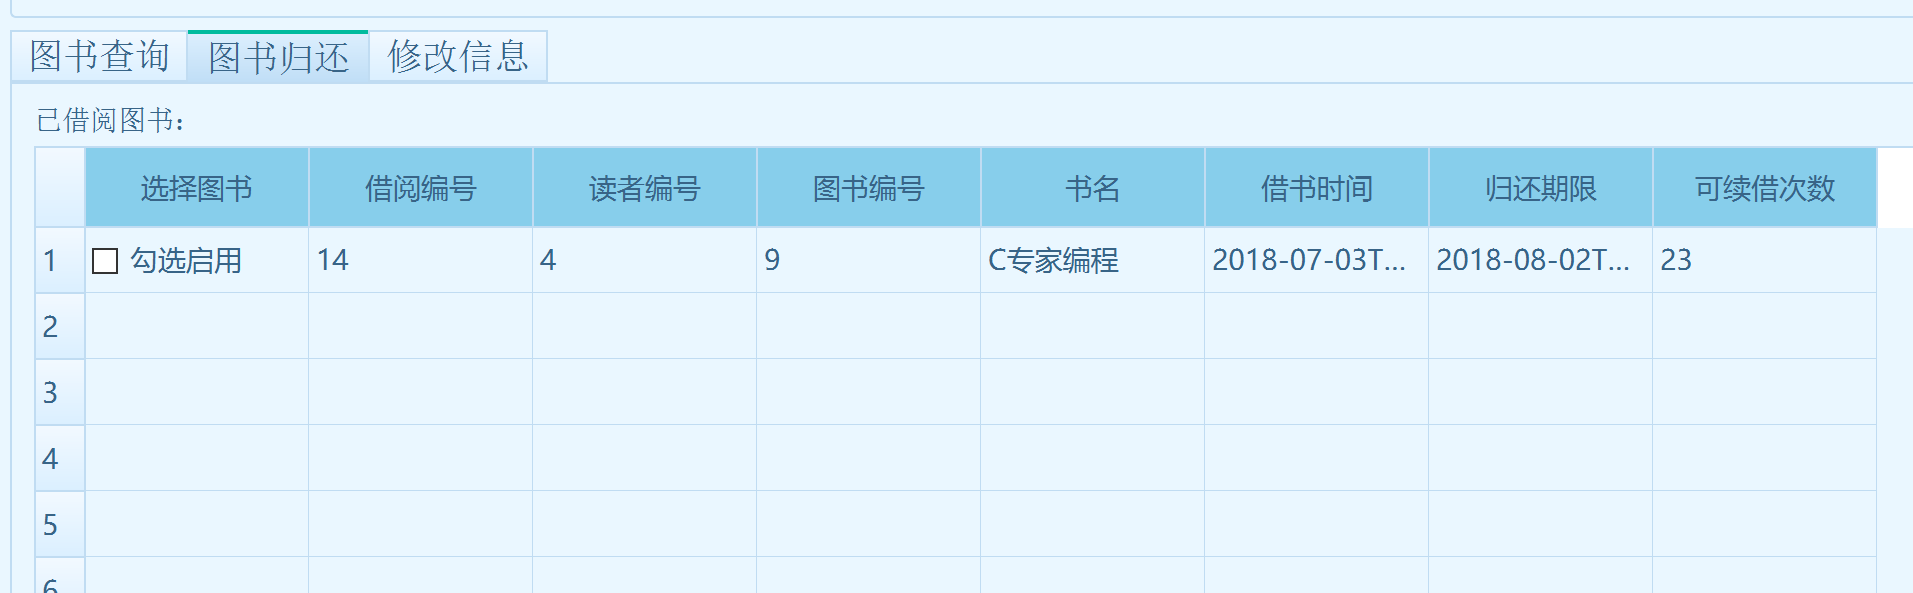 图书查询 图书归还 修改信息
已借阅图书：
选择图书 借阅编号 读者编号 图书编号 书名 借书时间 归还期限 可续借次数
1 勾选启用 14 4 9 C专家编程 2018-07-03T... 2018-08-02T... 23
2
3
4
5
6